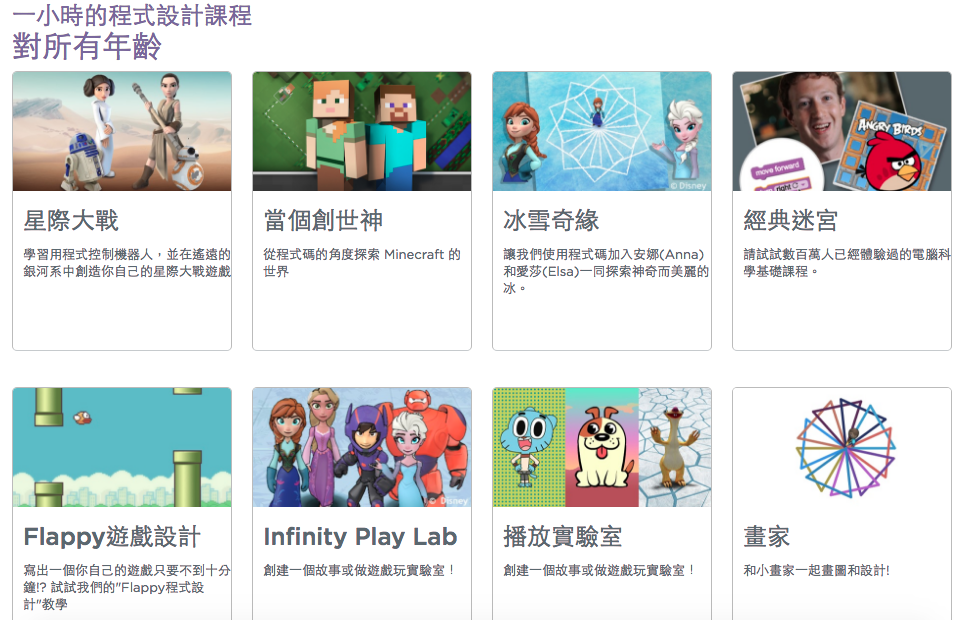 一小時的程式設計課程
對所有年齡
© Disney
move forward
right
ANGRY BIRDS
星際大戰
當個創世神
冰雪奇緣
經典迷宮
學習用程式控制機器人，並在遙遠的
銀河系中創造你自己的星際大戰遊戲
從程式碼的角度探索 Minecraft 的
世界
讓我們使用程式碼加入安娜(Anna)
和愛莎(Elsa)一同探索神奇而美麗的
冰。
請試試數百萬人已經體驗過的電腦科
學基礎課程。
© Disney
Flappy遊戲設計
Infinity Play Lab
播放實驗室
畫家
寫出一個你自己的遊戲只要不到十分
鐘!? 試試我們的"Flappy程式設
計"教學
創建一個故事或做遊戲玩實驗室！
創建一個故事或做遊戲玩實驗室！
和小畫家一起畫圖和設計!